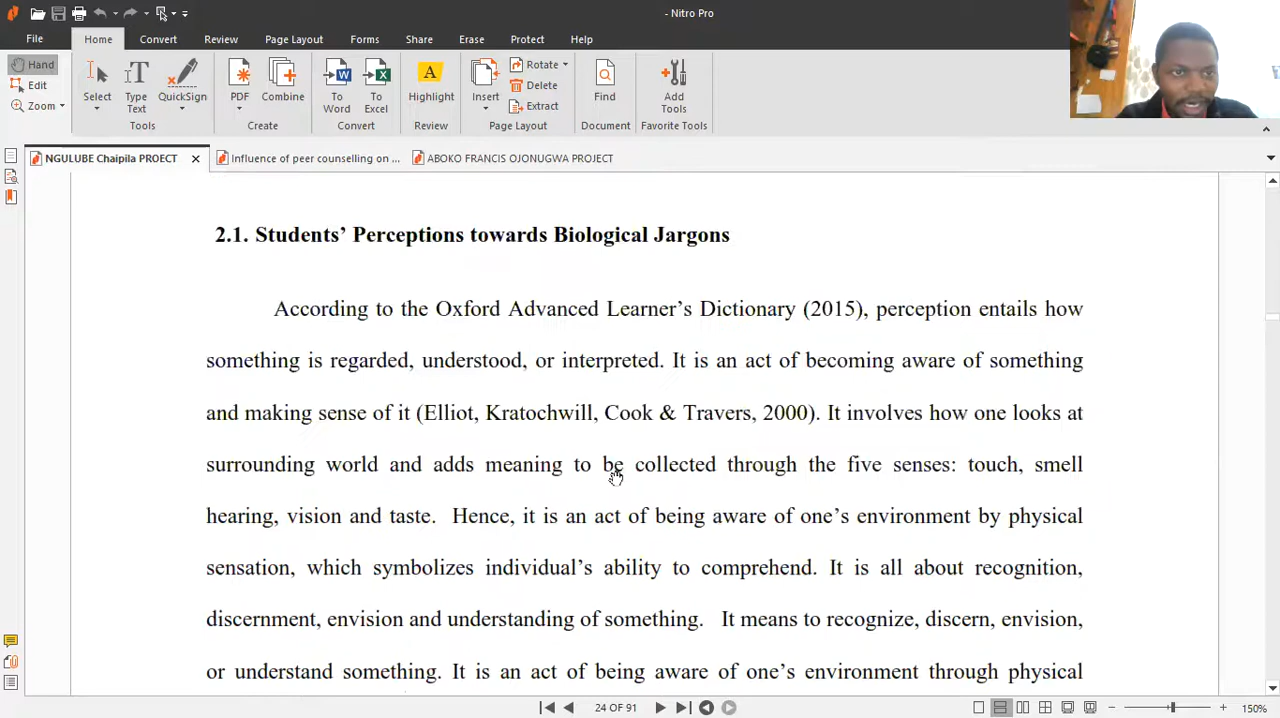 - Nitro Pro
File Home Convert Review Page Layout Forms Share Erase Protect Help
Hand
Edit
Zoom
Select
Type Text
QuickSign
Tools
PDF
Combine
Create
To Word
To Excel
Convert
Highlight
Review
Insert
Rotate
Delete
Extract
Page Layout
Find
Document
Add Tools
Favorite Tools
NGULUBE Chaipila PROECT Influence of peer counselling on ... ABOKO FRANCIS OJONUGWA PROJECT
2.1. Students’ Perceptions towards Biological Jargons
According to the Oxford Advanced Learner’s Dictionary (2015), perception entails how
something is regarded, understood, or interpreted. It is an act of becoming aware of something
and making sense of it (Elliot, Kratochwill, Cook & Travers, 2000). It involves how one looks at
surrounding world and adds meaning to be collected through the five senses: touch, smell
hearing, vision and taste. Hence, it is an act of being aware of one’s environment by physical
sensation, which symbolizes individual’s ability to comprehend. It is all about recognition,
discernment, envision and understanding of something. It means to recognize, discern, envision,
or understand something. It is an act of being aware of one’s environment through physical
24 OF 91
150%